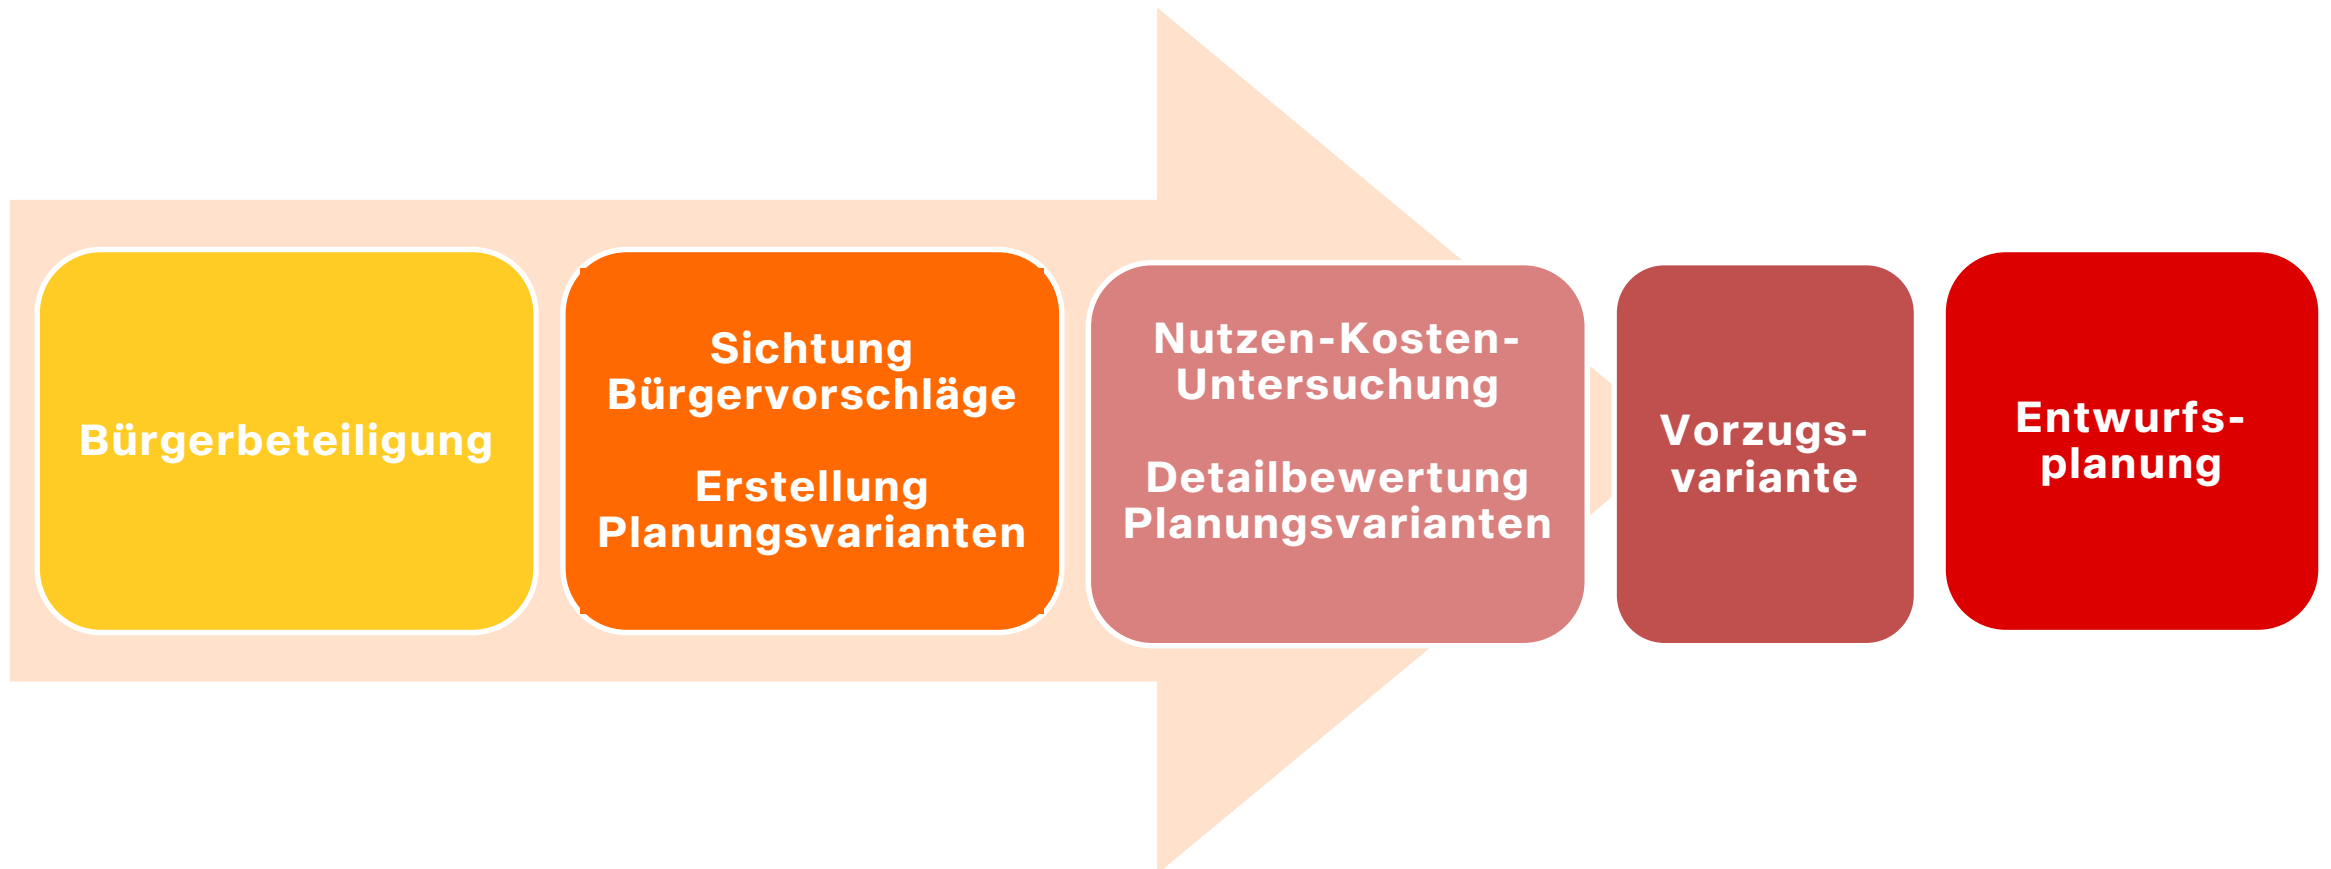 Bürgerbeteiligung
Sichtung
Bürgervorschläge
Erstellung
Planungsvarianten
Nutzen-Kosten-
Untersuchung
Detailbewertung
Planungsvarianten
Vorzugs-
variante
Entwurfs-
planung